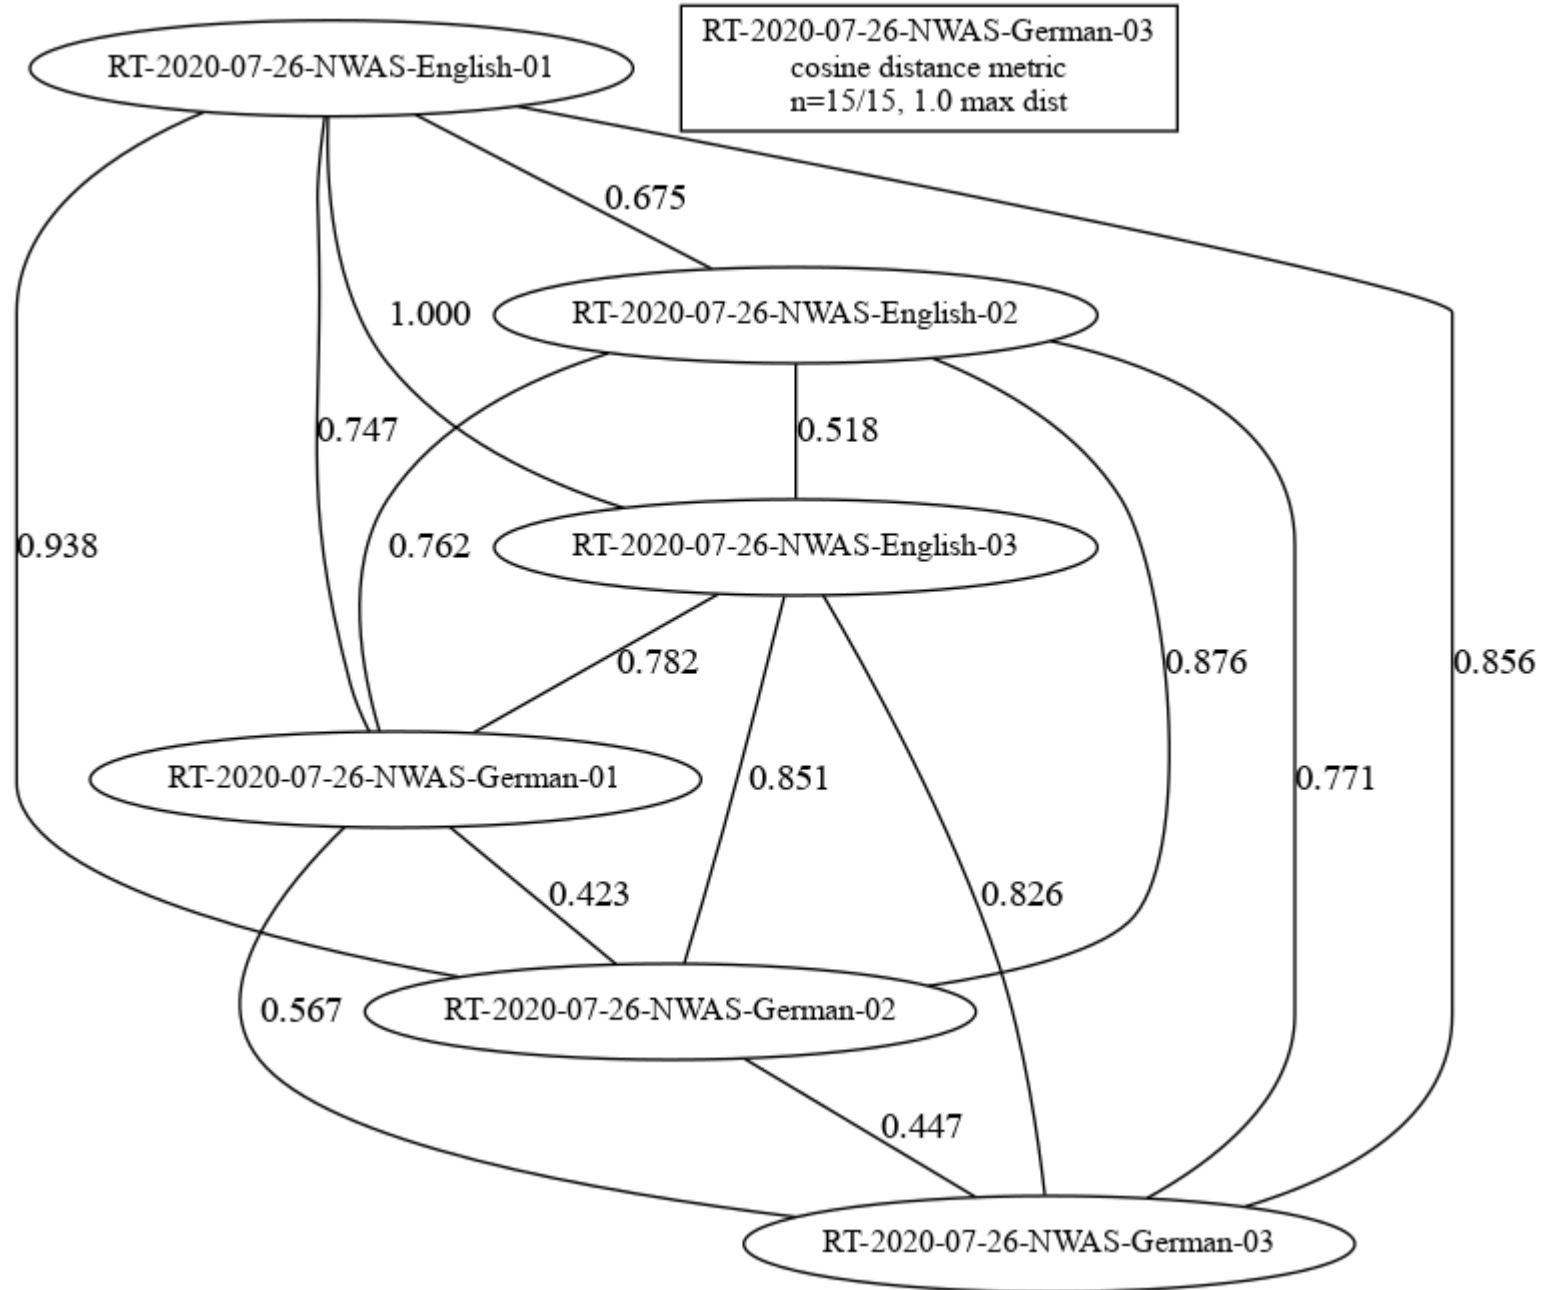 RT-2020-07-26-NWAS-English-01
RT-2020-07-26-NWAS-German-03
cosine distance metric
n=15/15, 1.0 max dist
0.675
1.000
RT-2020-07-26-NWAS-English-02
0.747
0.518
0.938
0.762
RT-2020-07-26-NWAS-English-03
0.782
0.876
0.856
RT-2020-07-26-NWAS-German-01
0.851
0.771
0.423
0.826
0.567
RT-2020-07-26-NWAS-German-02
0.447
RT-2020-07-26-NWAS-German-03